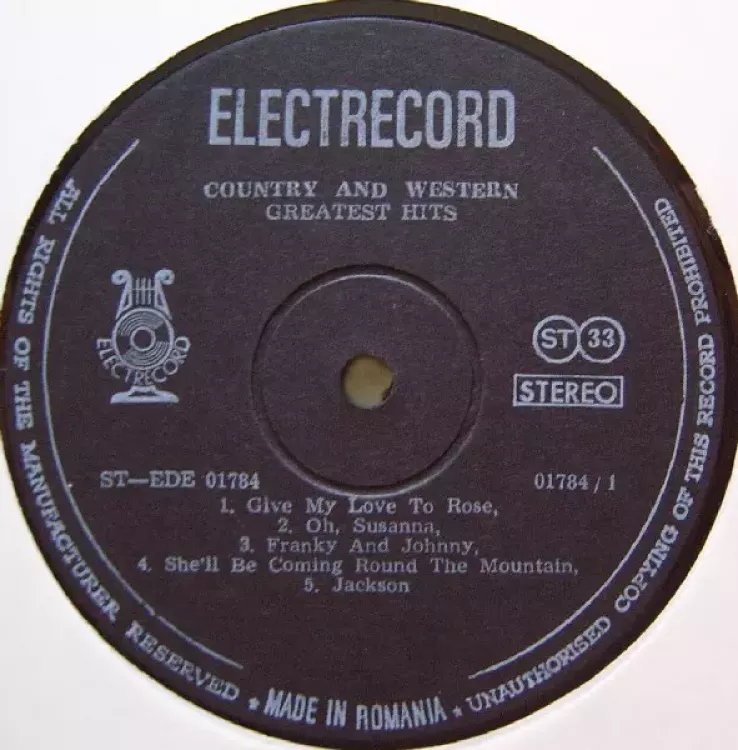 ELECTRECORD
COUNTRY AND WESTERN
GREATEST HITS
ELECTRECORD
ST 33
STEREO
ST—EDE 01784
01784/1
1. Give My Love To Rose,
2. Oh, Susanna,
3. Franky And Johnny,
4. She'll Be Coming Round The Mountain,
5. Jackson
ALL RIGHTS OF THE MANUFACTURER RESERVED ★ MADE IN ROMANIA ★ UNAUTHORISED COPYING OF THIS RECORD PROHIBITED